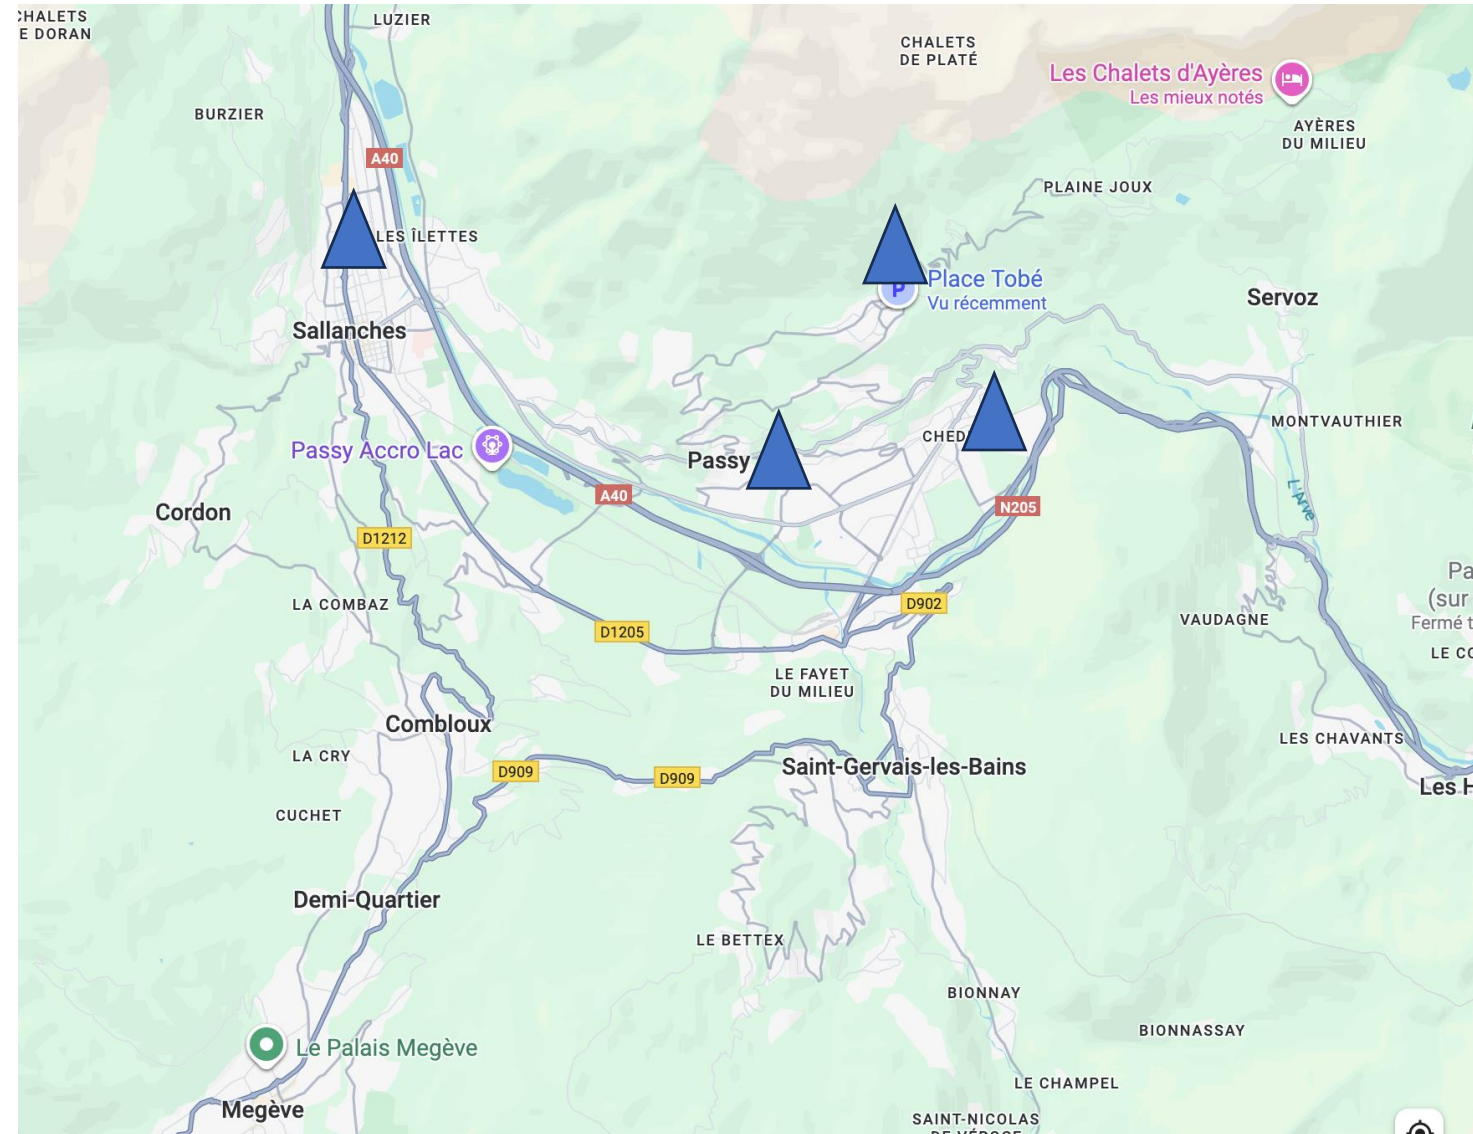 CHALETS
E DORAN
LUZIER
CHALETS
DE PLATÉ
Les Chalets d'Ayères
Les mieux notés
BURZIER
AYÈRES
DU MILIEU
A40
PLAINE JOUX
LES ÎLETTES
Place Tobé
Vu récemment
P
Servoz
Sallanches
MONTVAUTHIER
CHED
Passy Accro Lac
Passy
A40
L'Arve
N205
Cordon
D1212
Pa
(sur
Fermé t
LA COMBAZ
D902
VAUDAGNE
D1205
LE CO
LE FAYET
DU MILIEU
Combloux
LES CHAVANTS
LA CRY
D909
D909
Saint-Gervais-les-Bains
Les H
CUCHET
Demi-Quartier
LE BETTEX
BIONNAY
BIONNASSAY
Le Palais Megève
LE CHAMPEL
Megève
SAINT-NICOLAS
DE VÉROCE